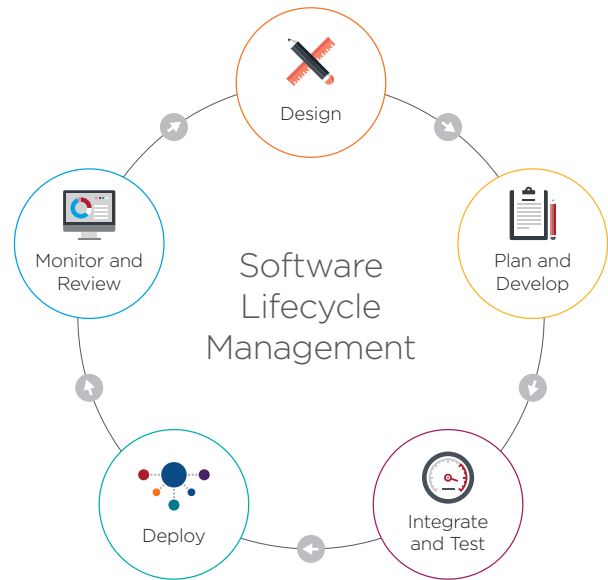 Design
Plan and
Develop
Integrate
and Test
Deploy
Monitor and
Review
Software
Lifecycle
Management